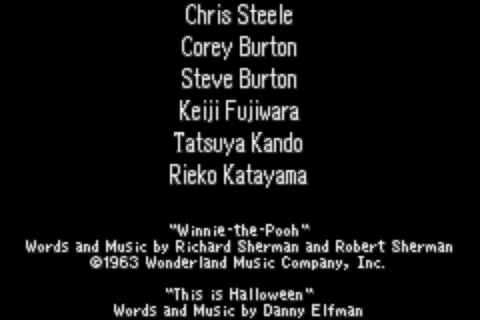 Chris Steele
Corey Burton
Steve Burton
Keiji Fujiwara
Tatsuya Kando
Rieko Katayama
"Winnie-the-Pooh"
Words and Music by Richard Sherman and Robert Sherman
©1963 Wonderland Music Company, Inc.
"This is Halloween"
Words and Music by Danny Elfman